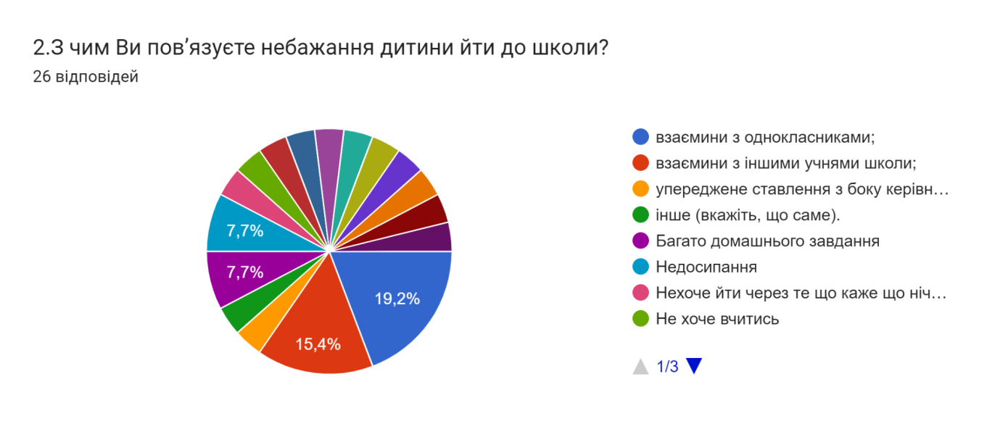 2.З чим Ви пов’язуєте небажання дитини йти до школи?
26 відповідей
взаємини з однокласниками;
взаємини з іншими учнями школи;
упереджене ставлення з боку керівн…
інше (вкажіть, що саме).
Багато домашнього завдання
Недосипання
Нехоче йти через те що каже що ніч…
Не хоче вчитись
1/3
7,7%
7,7%
19,2%
15,4%